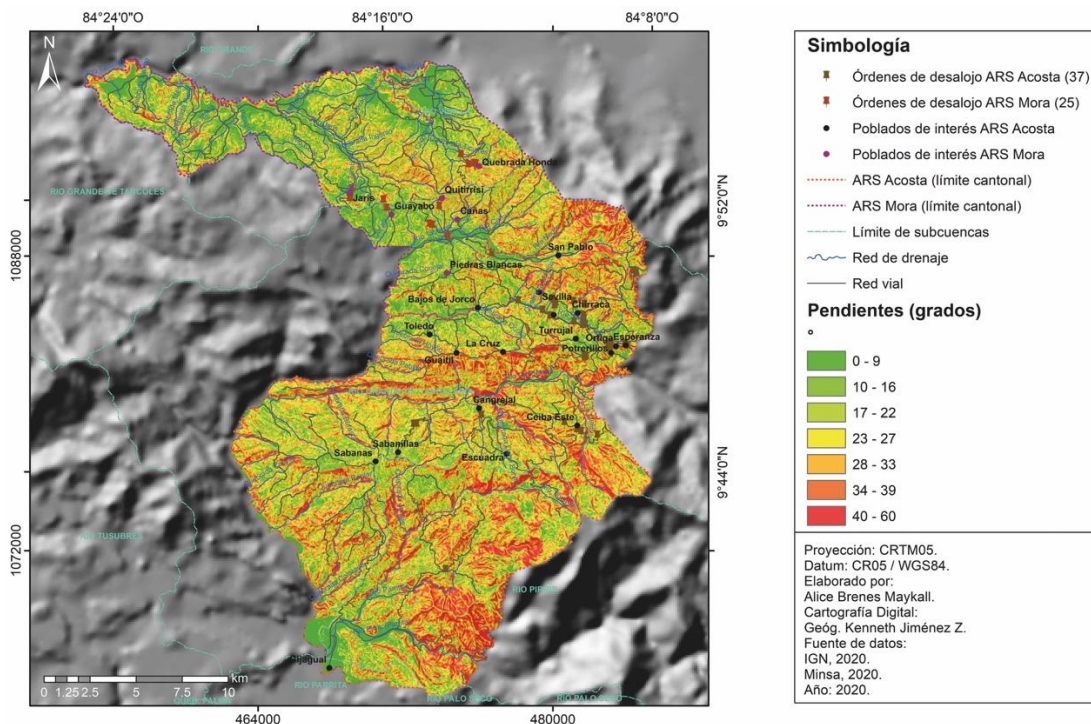 84°24'0"O
84°16'0"O
84°8'0"O
N
RIO GRANDE
RIO GRANDE DE TARCOLES
Quebrada Honda
Jaris
Quitirrisi
Guayabo
Cañas
San Pablo
Piedras Blancas
Bajos de Jorco
Sevilla
Chirraca
Toledo
Turrujal
Ortiga
Esperanza
La Cruz
Potrerillos
Guaitil
Cangrejal
Ceiba Este
Sabanillas
Sabanas
Escuadra
RIO TUSUBRES
RIO PIRRIS
Bijagual
RIO PARRITA
RIO PALO SECO
RIO PALO SECO
km
0 1.25 2.5 5 7.5 10
1088000
1072000
9°52'0"N
9°44'0"N
464000
480000
Simbología
Órdenes de desalojo ARS Acosta (37)
Órdenes de desalojo ARS Mora (25)
Poblados de interés ARS Acosta
Poblados de interés ARS Mora
ARS Acosta (límite cantonal)
ARS Mora (límite cantonal)
Límite de subcuencas
Red de drenaje
Red vial
Pendientes (grados)
0 - 9
10 - 16
17 - 22
23 - 27
28 - 33
34 - 39
40 - 60
Proyección: CRTM05.
Datum: CR05 / WGS84.
Elaborado por:
Alice Brenes Maykall.
Cartografía Digital:
Geóg. Kenneth Jiménez Z.
Fuente de datos:
IGN, 2020.
Minsa, 2020.
Año: 2020.